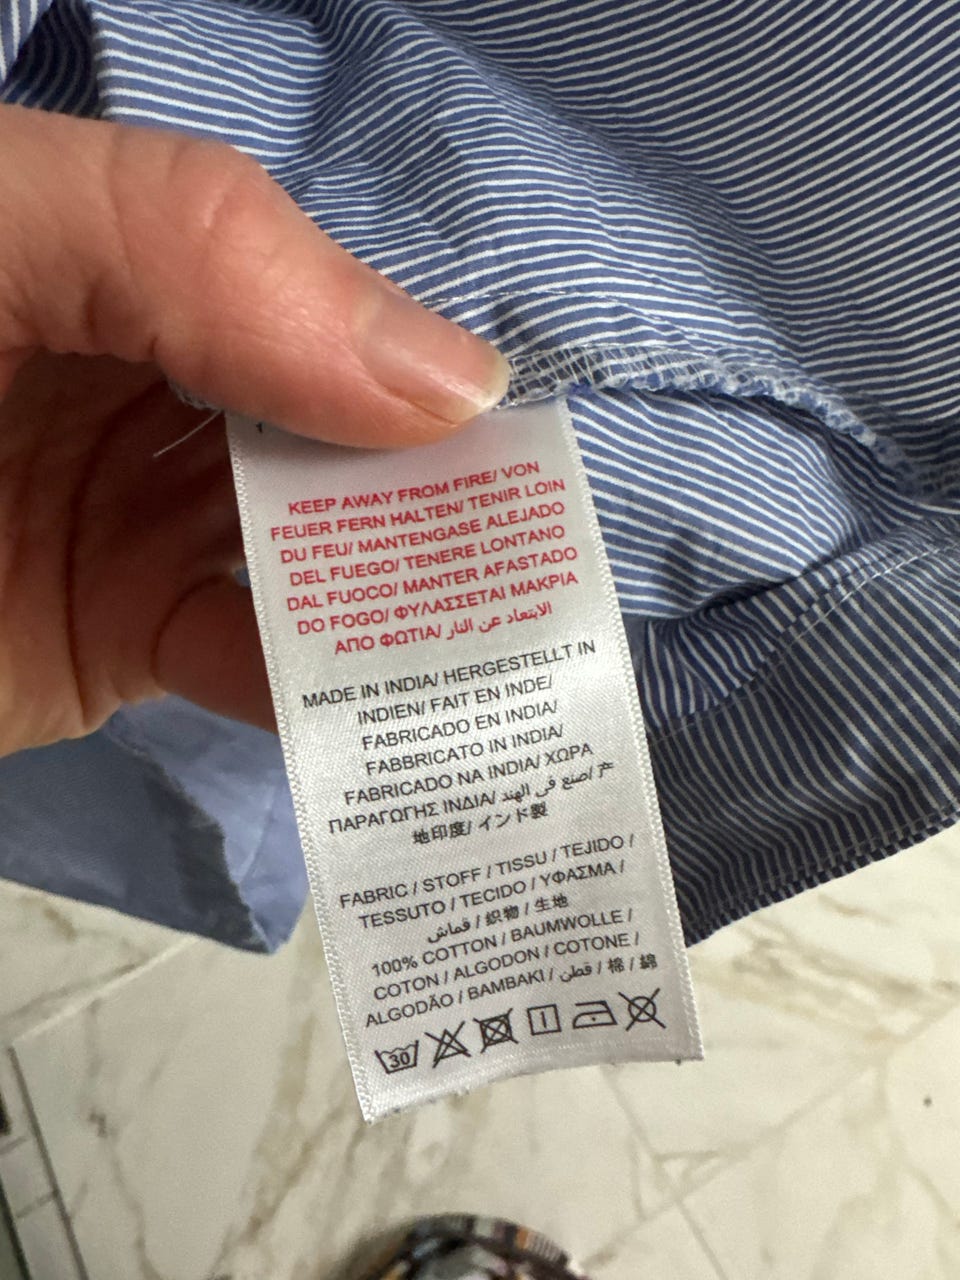 KEEP AWAY FROM FIRE/ VON
FEUER FERN HALTEN/ TENIR LOIN
DU FEU/ MANTENGASE ALEJADO
DEL FUEGO/ TENERE LONTANO
DAL FUOCO/ MANTER AFASTADO
DO FOGO/ ΦΥΛΑΣΣΕΤΑΙ ΜΑΚΡΙΑ
ΑΠΟ ΦΩΤΙΑ/ الابتعاد عن النار
MADE IN INDIA/ HERGESTELLT IN
INDIEN/ FAIT EN INDE/
FABRICADO EN INDIA/
FABBRICATO IN INDIA/
FABRICADO NA INDIA/ ΧΩΡΑ
ΠΑΡΑΓΩΓΗΣ ΙΝΔΙΑ/ صنع في الهند/ 产
地印度/ インド製
FABRIC / STOFF / TISSU / TEJIDO /
TESSUTO / TECIDO / ΥΦΑΣΜΑ /
قماش / 織物 / 生地
100% COTTON / BAUMWOLLE /
COTON / ALGODON / COTONE /
ALGODÃO / BAMBAKI / قطن / 棉 / 綿
30